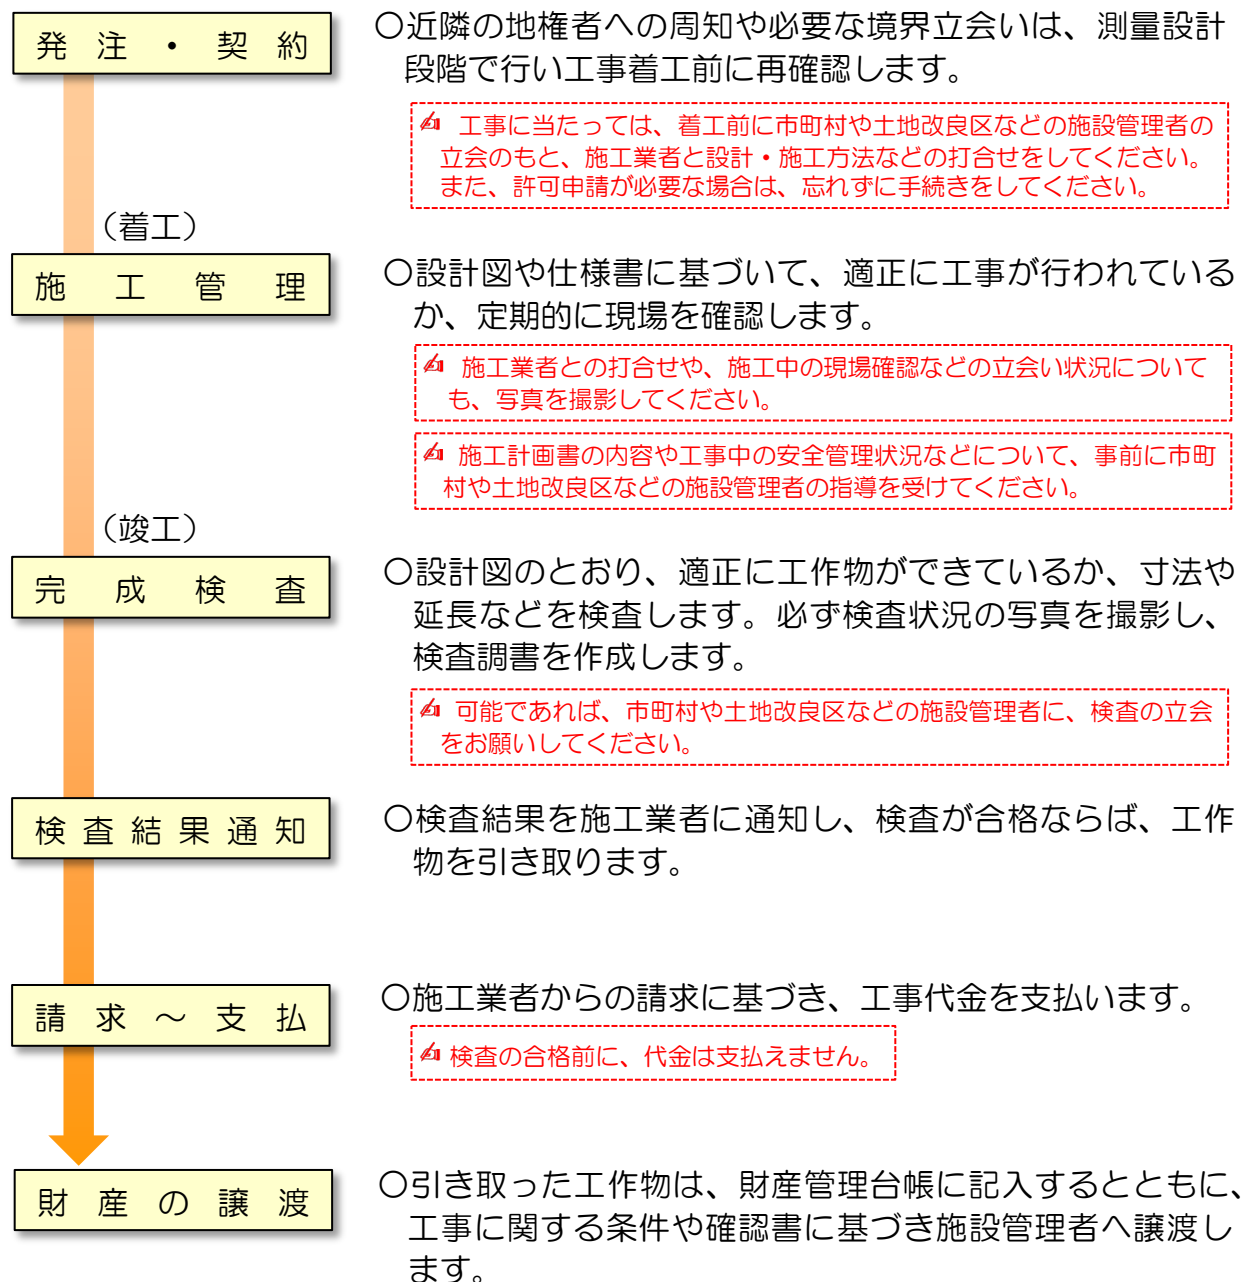 発注・契約
〇近隣の地権者への周知や必要な境界立会いは、測量設計
段階で行い工事着工前に再確認します。
✍ 工事に当たっては、着工前に市町村や土地改良区などの施設管理者の
立会のもと、施工業者と設計・施工方法などの打合せをしてください。
また、許可申請が必要な場合は、忘れずに手続きをしてください。
（着工）
施工管理
〇設計図や仕様書に基づいて、適正に工事が行われている
か、定期的に現場を確認します。
✍ 施工業者との打合せや、施工中の現場確認などの立会い状況について
も、写真を撮影してください。
✍ 施工計画書の内容や工事中の安全管理状況などについて、事前に市町
村や土地改良区などの施設管理者の指導を受けてください。
（竣工）
完成検査
〇設計図のとおり、適正に工作物ができているか、寸法や
延長などを検査します。必ず検査状況の写真を撮影し、
検査調書を作成します。
✍ 可能であれば、市町村や土地改良区などの施設管理者に、検査の立会
をお願いしてください。
検査結果通知
〇検査結果を施工業者に通知し、検査が合格ならば、工作
物を引き取ります。
請求～支払
〇施工業者からの請求に基づき、工事代金を支払います。
✍ 検査の合格前に、代金は支払えません。
財産の譲渡
〇引き取った工作物は、財産管理台帳に記入するとともに、
工事に関する条件や確認書に基づき施設管理者へ譲渡し
ます。